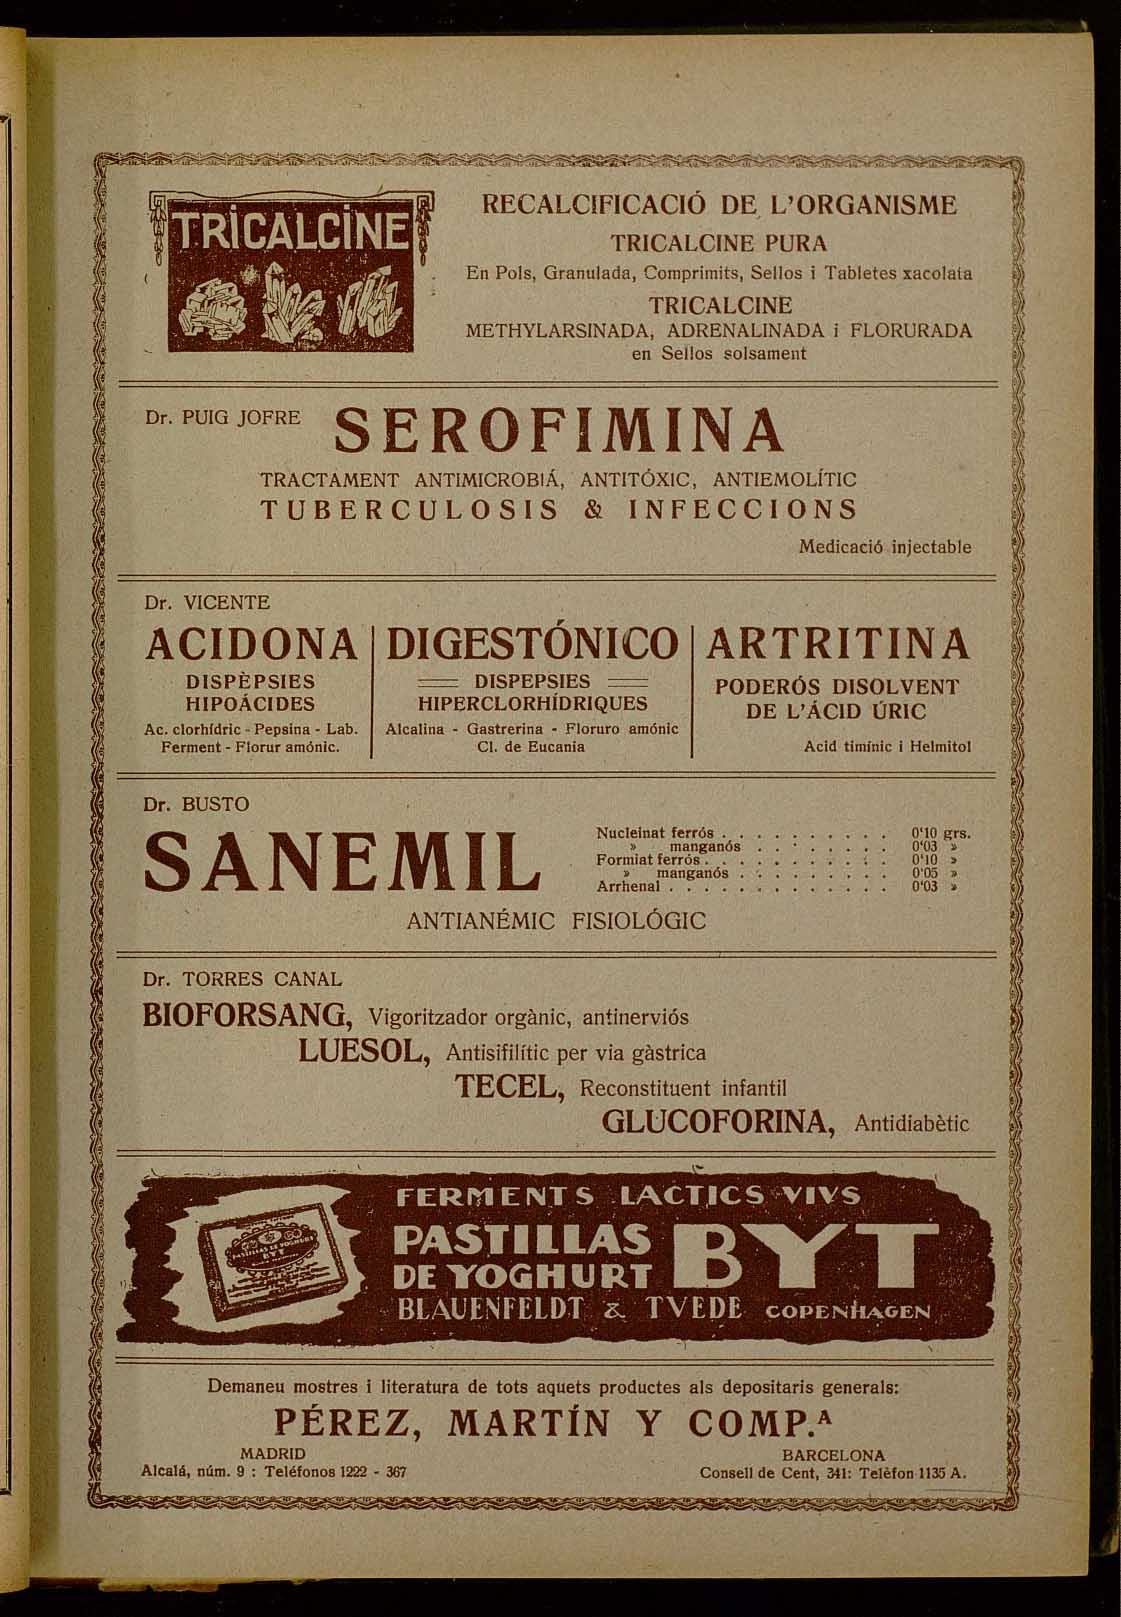 TRICALCINE
RECALCIFICACIÓ DE L'ORGANISME
TRICALCINE PURA
En Pols, Granulada, Comprimits, Sellos i Tabletes xacolata
TRICALCINE
METHYLARSINADA, ADRENALINADA i FLORURADA
en Sellos solsament
Dr. PUIG JOFRE
SEROFIMINA
TRACTAMENT ANTIMICROBIÁ, ANTITÓXIC, ANTIEMOLÍTIC
TUBERCULOSIS & INFECCIONS
Medicació injectable
Dr. VICENTE
ACIDONA
DISPÈPSIES
HIPOÁCIDES
Ac. clorhídric - Pepsina - Lab.
Ferment - Florur amónic.
DIGESTÓNICO
DISPEPSIES
HIPERCLORHÍDRIQUES
Alcalina - Gastrerina - Floruro amónic
Cl. de Eucania
ARTRITINA
PODERÓS DISOLVENT
DE L'ÁCID ÚRIC
Acid timínic i Helmitol
Dr. BUSTO
SANEMIL
Nucleinat ferrós . . . . . . . . . . 0'10 grs.
» manganós . . . . . . . . 0'03 »
Formiat ferrós . . . . . . . . . . . 0'10 »
» manganós . . . . . . . . . 0'05 »
Arrhenal . . . . . . . . . . . . . 0'03 »
ANTIANÉMIC FISIOLÓGIC
Dr. TORRES CANAL
BIOFORSANG, Vigoritzador orgànic, antinerviós
LUESOL, Antisifilític per via gàstrica
TECEL, Reconstituent infantil
GLUCOFORINA, Antidiabètic
FERMENTS LACTICS VIVS
PASTILLAS
DE YOGHURT
BYT
BLAUENFELDT & TVEDE COPENHAGEN
Demaneu mostres i literatura de tots aquets productes als depositaris generals:
PÉREZ, MARTÍN Y COMP.ᴬ
MADRID
Alcalá, núm. 9 : Teléfonos 1222 - 367
BARCELONA
Consell de Cent, 341: Telèfon 1135 A.